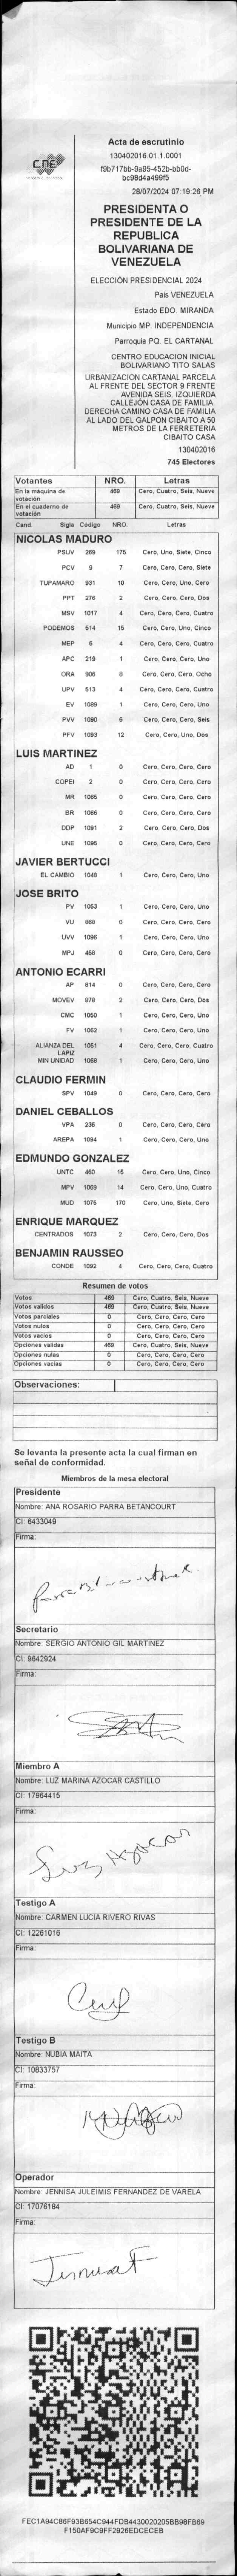 CNE
Acta de escrutinio
130402016.01.1.0001
f9b717bb-9a95-452b-bb0d-
bc98d4a499f5
28/07/2024 07:19:26 PM
PRESIDENTA O
PRESIDENTE DE LA
REPUBLICA
BOLIVARIANA DE
VENEZUELA
ELECCIÓN PRESIDENCIAL 2024
Pais VENEZUELA
Estado EDO. MIRANDA
Municipio MP. INDEPENDENCIA
Parroquia PQ. EL CARTANAL
CENTRO EDUCACION INICIAL
BOLIVARIANO TITO SALAS
URBANIZACIÓN CARTANAL PARCELA
AL FRENTE DEL SECTOR 9 FRENTE
AVENIDA SEIS. IZQUIERDA
CALLEJÓN CASA DE FAMILIA.
DERECHA CAMINO CASA DE FAMILIA
AL LADO DEL GALPON CIBAITO A 50
METROS DE LA FERRETERIA
CIBAITO CASA
130402016
745 Electores
Votantes NRO. Letras
En la máquina de votación 469 Cero, Cuatro, Seis, Nueve
En el cuaderno de votación 469 Cero, Cuatro, Seis, Nueve
Cand. Sigla Codigo NRO. Letras
NICOLAS MADURO
PSUV 269 175 Cero, Uno, Siete, Cinco
PCV 9 7 Cero, Cero, Cero, Siete
TUPAMARO 931 10 Cero, Cero, Uno, Cero
PPT 276 2 Cero, Cero, Cero, Dos
MSV 1017 4 Cero, Cero, Cero, Cuatro
PODEMOS 514 15 Cero, Cero, Uno, Cinco
MEP 6 4 Cero, Cero, Cero, Cuatro
APC 219 1 Cero, Cero, Cero, Uno
ORA 906 8 Cero, Cero, Cero, Ocho
UPV 513 4 Cero, Cero, Cero, Cuatro
EV 1089 1 Cero, Cero, Cero, Uno
PVV 1090 6 Cero, Cero, Cero, Seis
PFV 1093 12 Cero, Cero, Uno, Dos
LUIS MARTINEZ
AD 1 0 Cero, Cero, Cero, Cero
COPEI 2 0 Cero, Cero, Cero, Cero
MR 1065 0 Cero, Cero, Cero, Cero
BR 1086 0 Cero, Cero, Cero, Cero
DDP 1091 2 Cero, Cero, Cero, Dos
UNE 1095 0 Cero, Cero, Cero, Cero
JAVIER BERTUCCI
EL CAMBIO 1048 1 Cero, Cero, Cero, Uno
JOSE BRITO
PV 1053 1 Cero, Cero, Cero, Uno
VU 868 0 Cero, Cero, Cero, Cero
UVV 1096 1 Cero, Cero, Cero, Uno
MPJ 458 0 Cero, Cero, Cero, Cero
ANTONIO ECARRI
AP 814 0 Cero, Cero, Cero, Cero
MOVEV 878 2 Cero, Cero, Cero, Dos
CMC 1050 1 Cero, Cero, Cero, Uno
FV 1062 1 Cero, Cero, Cero, Uno
ALIANZA DEL LAPIZ 1051 4 Cero, Cero, Cero, Cuatro
MIN UNIDAD 1068 1 Cero, Cero, Cero, Uno
CLAUDIO FERMIN
SPV 1049 0 Cero, Cero, Cero, Cero
DANIEL CEBALLOS
VPA 236 0 Cero, Cero, Cero, Cero
AREPA 1094 1 Cero, Cero, Cero, Uno
EDMUNDO GONZALEZ
UNTC 460 15 Cero, Cero, Uno, Cinco
MPV 1069 14 Cero, Cero, Uno, Cuatro
MUD 1075 170 Cero, Uno, Siete, Cero
ENRIQUE MARQUEZ
CENTRADOS 1073 2 Cero, Cero, Cero, Dos
BENJAMIN RAUSSEO
CONDE 1092 4 Cero, Cero, Cero, Cuatro
Resumen de votos
Votos 469 Cero, Cuatro, Seis, Nueve
Votos validos 469 Cero, Cuatro, Seis, Nueve
Votos parciales 0 Cero, Cero, Cero, Cero
Votos nulos 0 Cero, Cero, Cero, Cero
Votos vacios 0 Cero, Cero, Cero, Cero
Opciones validas 469 Cero, Cuatro, Seis, Nueve
Opciones nulas 0 Cero, Cero, Cero, Cero
Opciones vacias 0 Cero, Cero, Cero, Cero
Observaciones:
Se levanta la presente acta la cual firman en
señal de conformidad.
Miembros de la mesa electoral
Presidente
Nombre: ANA ROSARIO PARRA BETANCOURT
CI: 6433049
Firma:
Secretario
Nombre: SERGIO ANTONIO GIL MARTINEZ
CI: 9642924
Firma:
Miembro A
Nombre: LUZ MARINA AZOCAR CASTILLO
CI: 17964415
Firma:
Luz Azocar
Testigo A
Nombre: CARMEN LUCIA RIVERO RIVAS
CI: 12261016
Firma:
Testigo B
Nombre: NUBIA MAITA
CI: 10833757
Firma:
Operador
Nombre: JENNISA JULEIMIS FERNANDEZ DE VARELA
CI: 17076184
Firma:
FEC1A94C86F93B654C944FDB4430020205BB98FB69
F150AF9C9FF2926EDCECEB